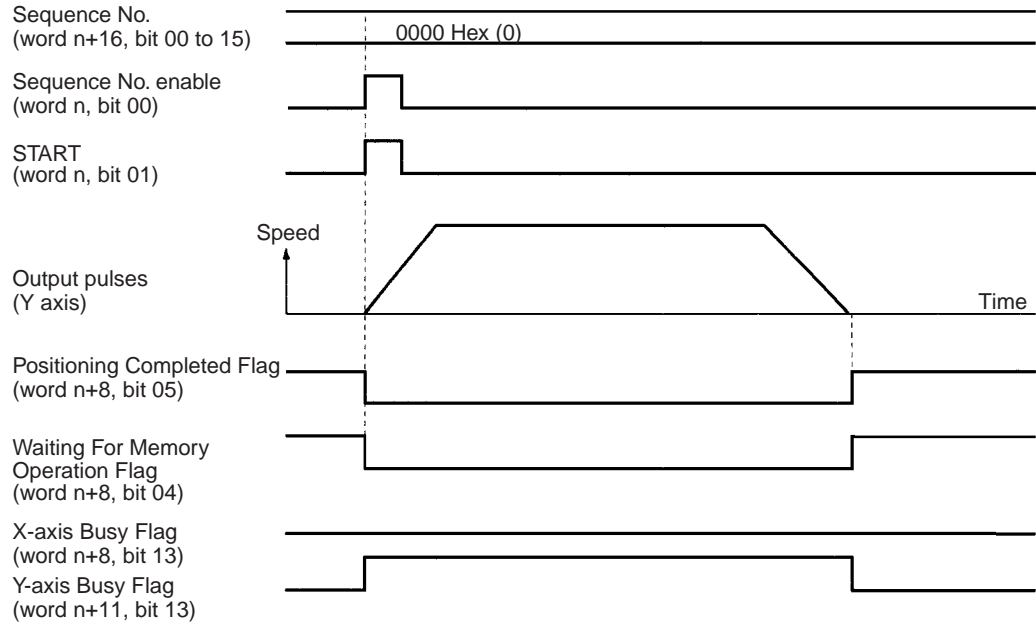 Sequence No.
(word n+16, bit 00 to 15)
0000 Hex (0)
Sequence No. enable
(word n, bit 00)
START
(word n, bit 01)
Speed
Output pulses
(Y axis)
Time
Positioning Completed Flag
(word n+8, bit 05)
Waiting For Memory
Operation Flag
(word n+8, bit 04)
X-axis Busy Flag
(word n+8, bit 13)
Y-axis Busy Flag
(word n+11, bit 13)